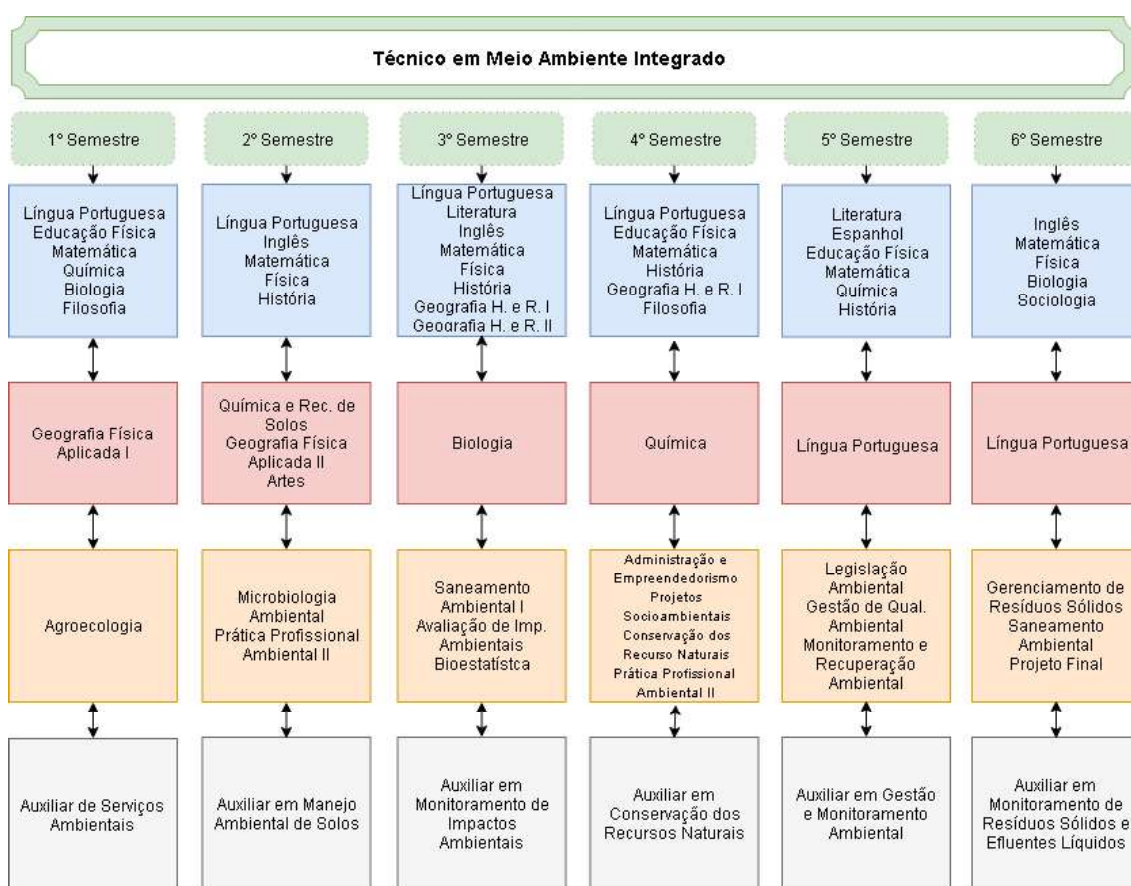 Técnico em Meio Ambiente Integrado
1º Semestre
2º Semestre
3º Semestre
4º Semestre
5º Semestre
6º Semestre
Língua Portuguesa
Educação Física
Matemática
Química
Biologia
Filosofia
Língua Portuguesa
Inglês
Matemática
Física
História
Língua Portuguesa
Literatura
Inglês
Matemática
Física
História
Geografia H. e R. I
Geografia H. e R. II
Língua Portuguesa
Educação Física
Matemática
História
Geografia H. e R. I
Filosofia
Literatura
Espanhol
Educação Física
Matemática
Química
História
Inglês
Matemática
Física
Biologia
Sociologia
Geografia Física
Aplicada I
Química e Rec. de
Solos
Geografia Física
Aplicada II
Artes
Biologia
Química
Língua Portuguesa
Língua Portuguesa
Agroecologia
Microbiologia
Ambiental
Prática Profissional
Ambiental II
Saneamento
Ambiental I
Avaliação de Imp.
Ambientais
Bioestatístca
Administração e
Empreendedorismo
Projetos
Socioambentais
Conservação dos
Recurso Naturais
Prática Profissional
Ambiental II
Legislação
Ambiental
Gestão de Qual.
Ambiental
Monitoramento e
Recuperação
Ambiental
Gerenciamento de
Resíduos Sólidos
Saneamento
Ambiental
Projeto Final
Auxiliar de Serviços
Ambientais
Auxiliar em Manejo
Ambiental de Solos
Auxiliar em
Monitoramento de
Impactos
Ambientais
Auxiliar em
Conservação dos
Recursos Naturais
Auxiliar em Gestão
e Monitoramento
Ambiental
Auxiliar em
Monitoramento de
Resíduos Sólidos e
Efluentes Líquidos